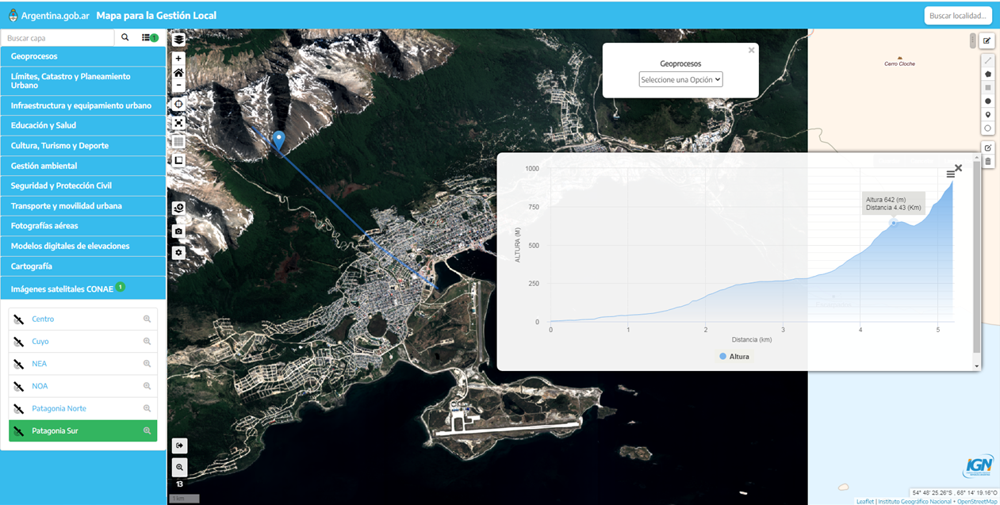 Argentina.gob.ar Mapa para la Gestión Local
Buscar localidad...
Buscar capa
1
Geoprocesos
Límites, Catastro y Planeamiento
Urbano
Infraestructura y equipamiento urbano
Educación y Salud
Cultura, Turismo y Deporte
Gestión ambiental
Seguridad y Protección Civil
Transporte y movilidad urbana
Fotografías aéreas
Modelos digitales de elevaciones
Cartografía
Imágenes satelitales CONAE 1
Centro
Cuyo
NEA
NOA
Patagonia Norte
Patagonia Sur
+
-
13
1 km
×
Geoprocesos
Seleccione una Opción
Cerro Cloche
×
1000
750
500
250
0
ALTURA (M)
Altura 642 (m)
Distancia 4.43 (Km)
0 1 2 3 4 5
Distancia (km)
Altura
IGN
54° 48' 25.26"S , 68° 14' 19.16"O
Leaflet | Instituto Geográfico Nacional + OpenStreetMap